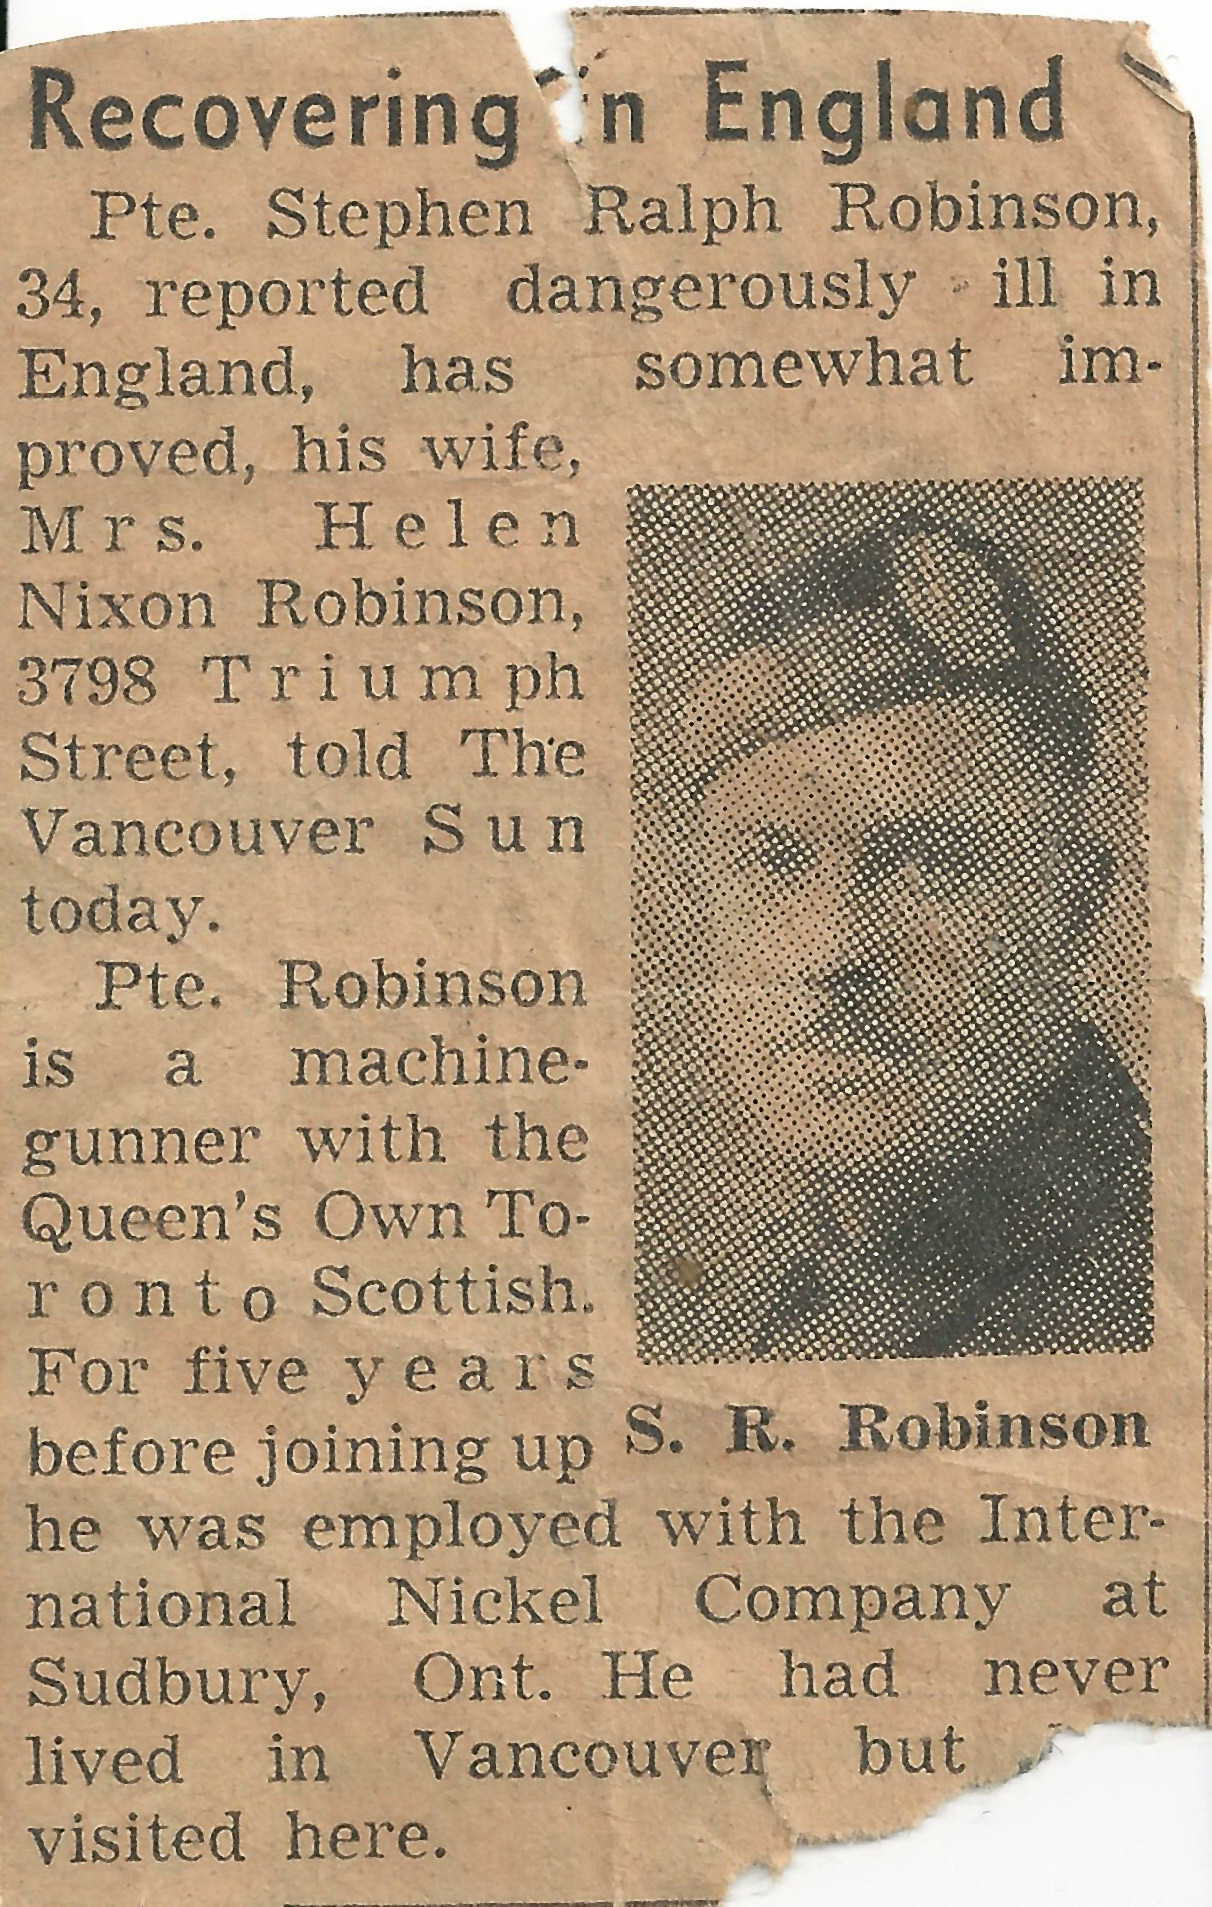 Recovering in England
Pte. Stephen Ralph Robinson,
34, reported dangerously ill in
England, has somewhat im-
proved, his wife,
Mrs. Helen
Nixon Robinson,
3798 Triumph
Street, told The
Vancouver Sun
today.
Pte. Robinson
is a machine-
gunner with the
Queen's Own To-
ronto Scottish.
For five years
before joining up
he was employed with the Inter-
national Nickel Company at
Sudbury, Ont. He had never
lived in Vancouver but
visited here.
S. R. Robinson